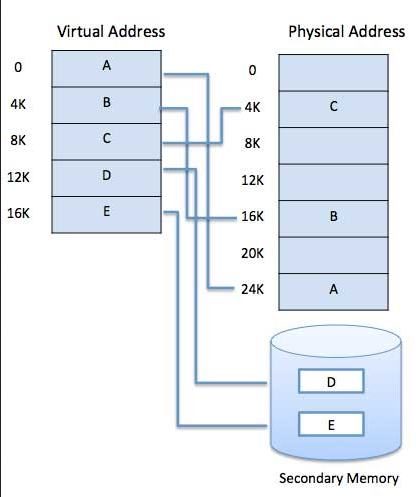 Virtual Address
0 A
4K B
8K C
12K D
16K E
Physical Address
0
4K C
8K
12K
16K B
20K
24K A
D
E
Secondary Memory